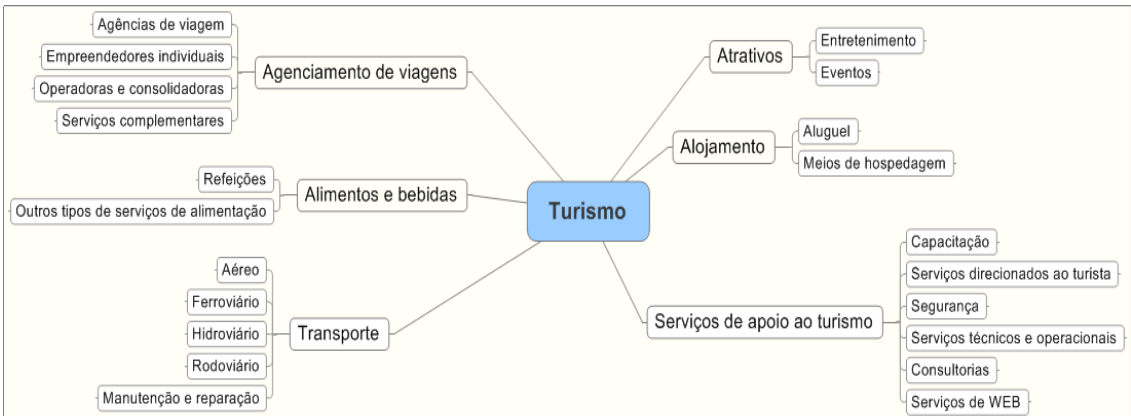 Turismo
Agenciamento de viagens
Agências de viagem
Empreendedores individuais
Operadoras e consolidadoras
Serviços complementares
Alimentos e bebidas
Refeições
Outros tipos de serviços de alimentação
Transporte
Aéreo
Ferroviário
Hidroviário
Rodoviário
Manutenção e reparação
Atrativos
Entretenimento
Eventos
Alojamento
Aluguel
Meios de hospedagem
Serviços de apoio ao turismo
Capacitação
Serviços direcionados ao turista
Segurança
Serviços técnicos e operacionais
Consultorias
Serviços de WEB